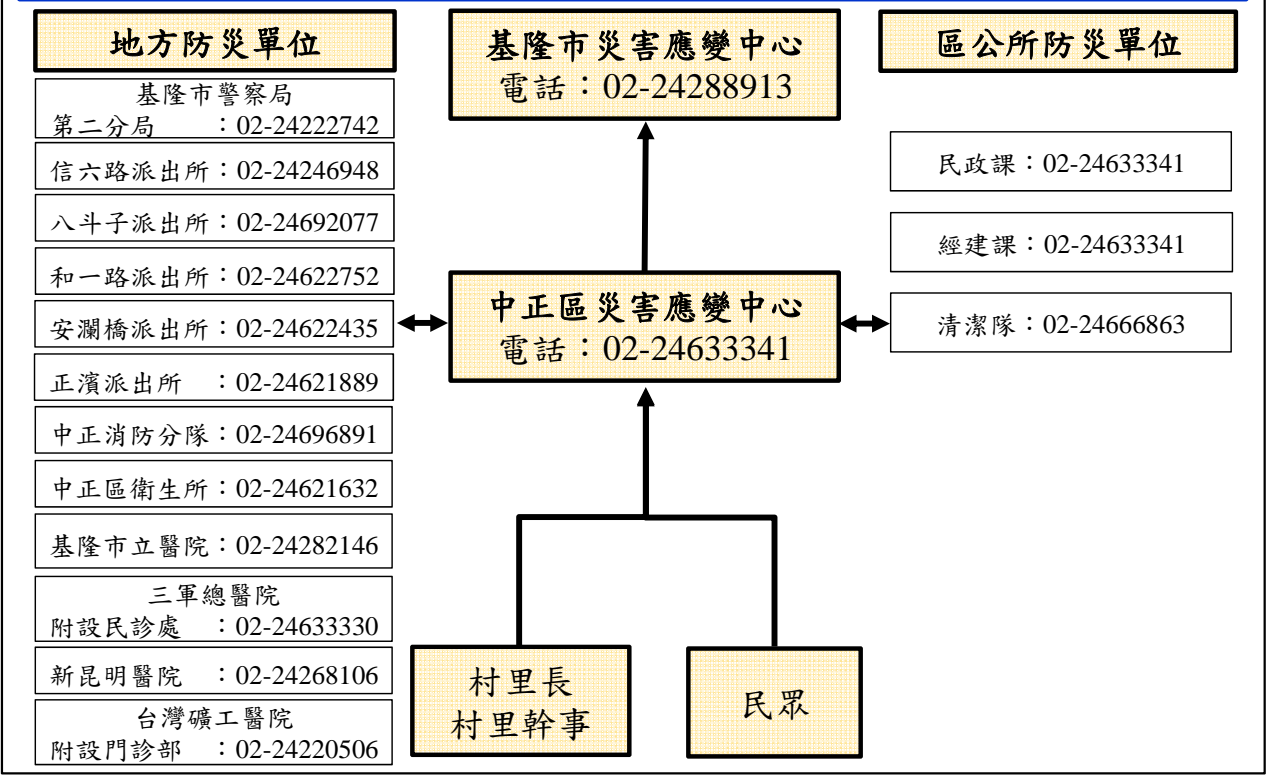 地方防災單位
基隆市警察局
第二分局　　：02-24222742
信六路派出所：02-24246948
八斗子派出所：02-24692077
和一路派出所：02-24622752
安瀾橋派出所：02-24622435
正濱派出所　：02-24621889
中正消防分隊：02-24696891
中正區衛生所：02-24621632
基隆市立醫院：02-24282146
三軍總醫院
附設民診處　：02-24633330
新昆明醫院　：02-24268106
台灣礦工醫院
附設門診部　：02-24220506
基隆市災害應變中心
電話：02-24288913
中正區災害應變中心
電話：02-24633341
村里長
村里幹事
民眾
區公所防災單位
民政課：02-24633341
經建課：02-24633341
清潔隊：02-24666863